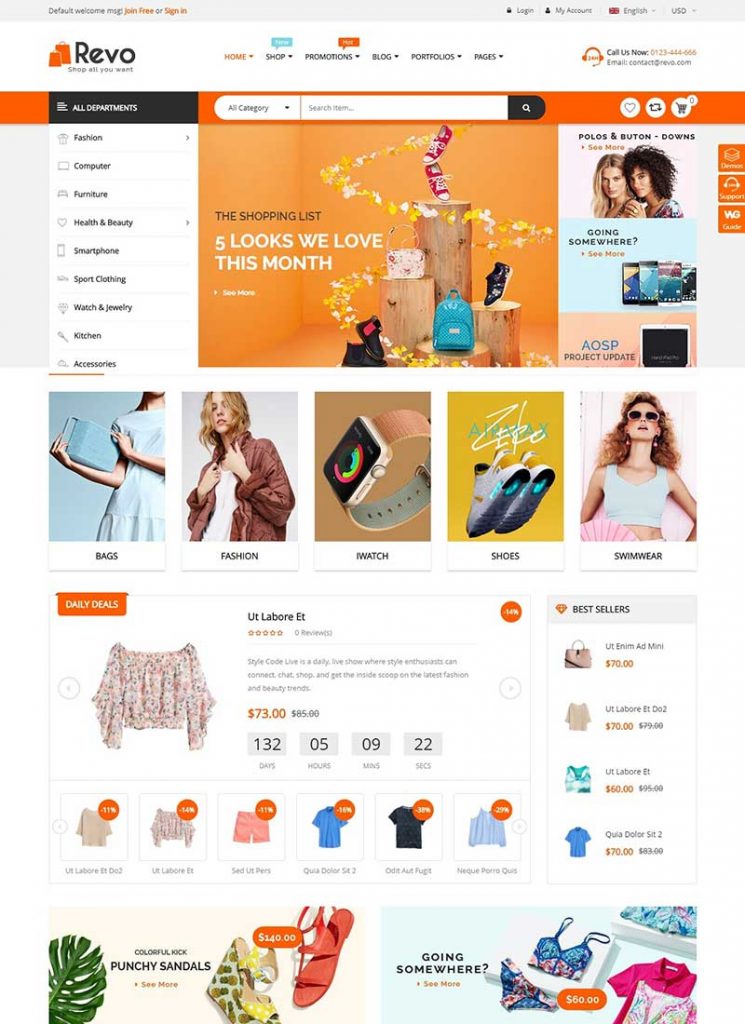 Default welcome msg! Join Free or Sign in
Login
My Account
English
USD
Revo
Shop all you want
HOME
New
SHOP
Hot
PROMOTIONS
BLOG
PORTFOLIOS
PAGES
24H
Call Us Now: 0123-444-666
Email: contact@revo.com
ALL DEPARTMENTS
All Category
Search Item...
0
Fashion
Computer
Furniture
Health & Beauty
Smartphone
Sport Clothing
Watch & Jewelry
Kitchen
Accessories
THE SHOPPING LIST
5 LOOKS WE LOVE
THIS MONTH
See More
POLOS & BUTON - DOWNS
See More
GOING
SOMEWHERE?
See More
AOSP
PROJECT UPDATE
Demos
Support
Guide
BAGS
FASHION
IWATCH
AIRMAX
SHOES
SWIMWEAR
DAILY DEALS
-14%
Ut Labore Et
0 Review(s)
Style Code Live is a daily, live show where style enthusiasts can
connect, chat, shop, and get the inside scoop on the latest fashion
and beauty trends.
$73.00 $85.00
132 05 09 22
DAYS HOURS MINS SECS
-11%
Ut Labore Et Do2
-14%
Ut Labore Et
-11%
Sed Ut Pers
-16%
Quia Dolor Sit 2
-38%
Odit Aut Fugit
-29%
Neque Porro Quis
BEST SELLERS
Ut Enim Ad Mini
$70.00
Ut Labore Et Do2
$70.00 $79.00
Ut Labore Et
$60.00 $95.00
Quia Dolor Sit 2
$70.00 $83.00
COLORFUL KICK
PUNCHY SANDALS
See More
$140.00
GOING
SOMEWHERE?
See More
$60.00